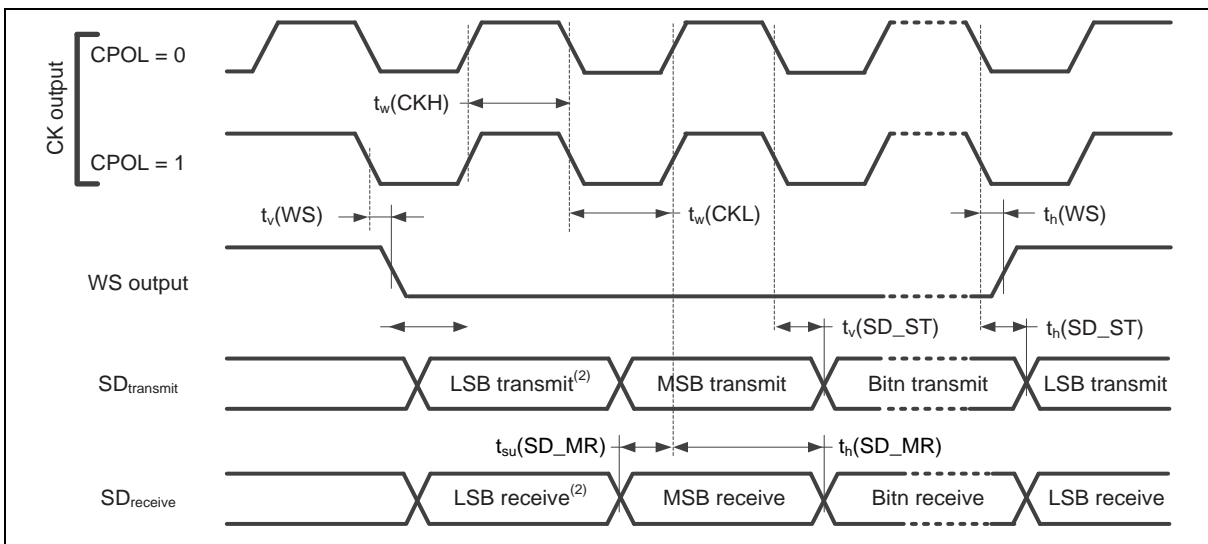 CK output
CPOL = 0
tw(CKH)
CPOL = 1
tv(WS)
tw(CKL)
th(WS)
WS output
tv(SD_ST)
th(SD_ST)
SDtransmit
LSB transmit(2)
MSB transmit
Bitn transmit
LSB transmit
tsu(SD_MR)
th(SD_MR)
SDreceive
LSB receive(2)
MSB receive
Bitn receive
LSB receive